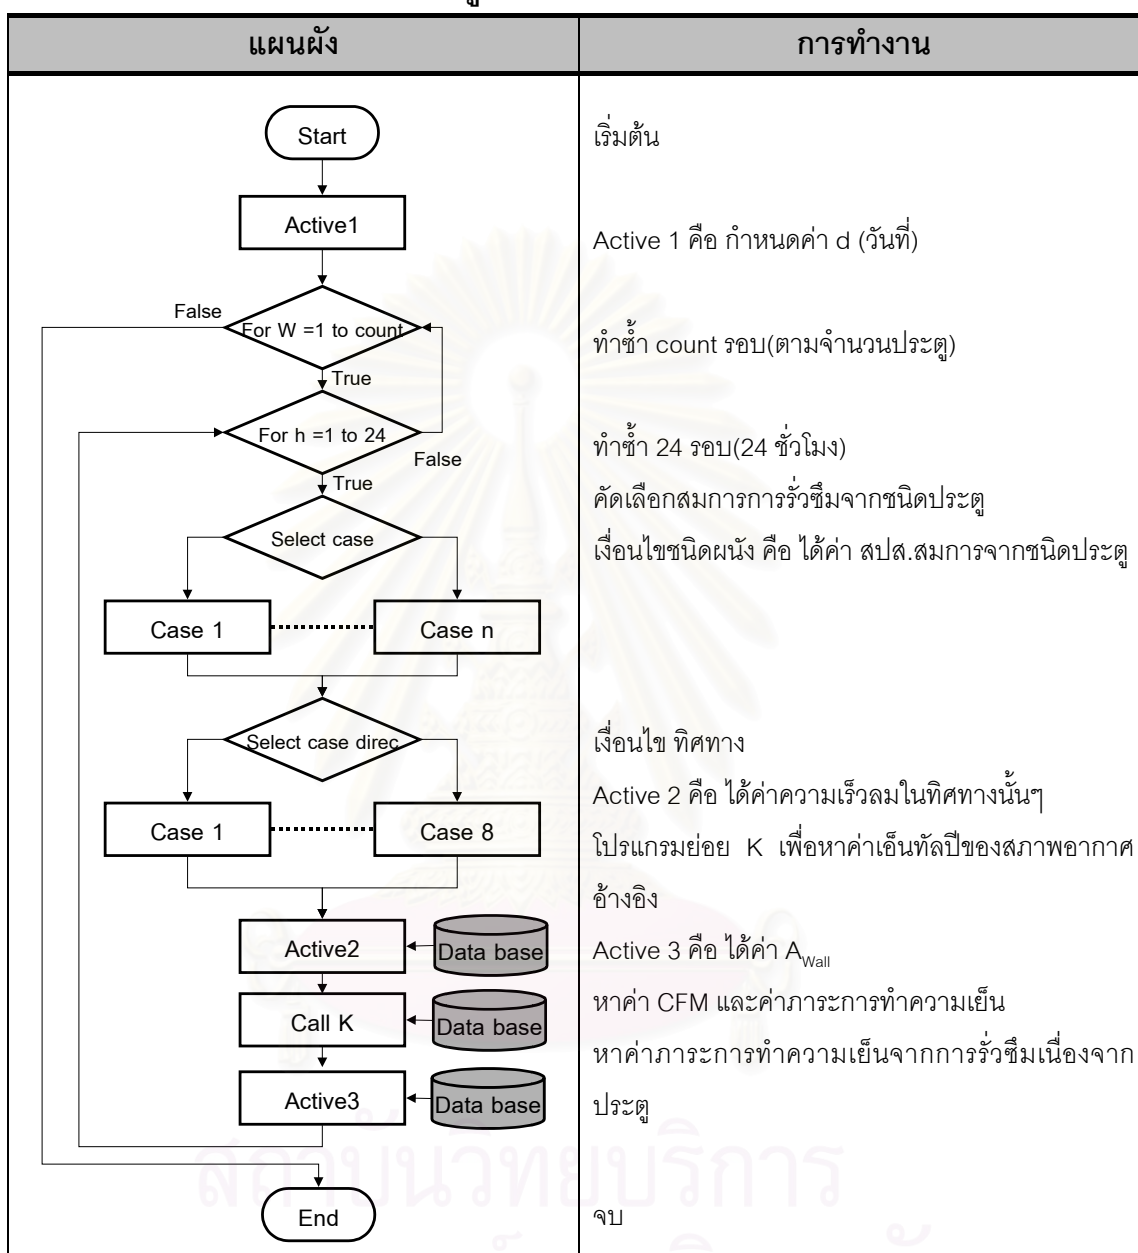 แผนผัง
การทำงาน
Start
เริ่มต้น
Active1
Active 1 คือ กำหนดค่า d (วันที่)
False
For W =1 to count
ทำซ้ำ count รอบ(ตามจำนวนประตู)
True
For h =1 to 24
False
ทำซ้ำ 24 รอบ(24 ชั่วโมง)
True
คัดเลือกสมการการรั่วซึมจากชนิดประตู
Select case
เงื่อนไขชนิดผนัง คือ ได้ค่า สปส.สมการจากชนิดประตู
Case 1
Case n
Select case direc
เงื่อนไข ทิศทาง
Active 2 คือ ได้ค่าความเร็วลมในทิศทางนั้นๆ
Case 1
Case 8
โปรแกรมย่อย K เพื่อหาค่าเอ็นทัลปีของสภาพอากาศ
อ้างอิง
Active2
Data base
Active 3 คือ ได้ค่า AWall
Call K
Data base
หาค่า CFM และค่าภาระการทำความเย็น
หาค่าภาระการทำความเย็นจากการรั่วซึมเนื่องจาก
Active3
Data base
ประตู
สถาบันวิทยบริการ
End
จบ